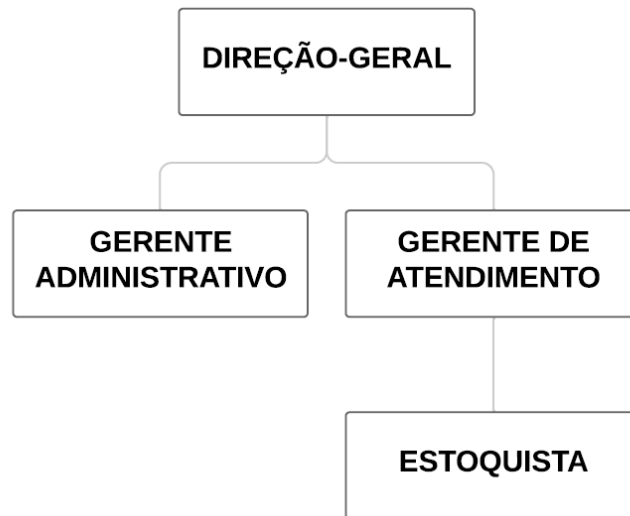 DIREÇÃO-GERAL
GERENTE
ADMINISTRATIVO
GERENTE DE
ATENDIMENTO
ESTOQUISTA